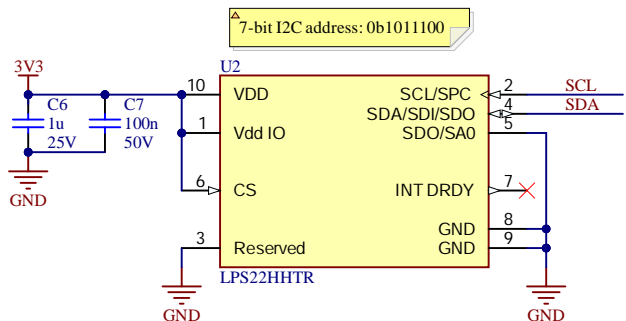 7-bit I2C address: 0b1011100
3V3
U2
C6
1u
25V
C7
100n
50V
GND
10 VDD
1 Vdd IO
6 CS
3 Reserved
GND
SCL/SPC 2 SCL
SDA/SDI/SDO 4 SDA
SDO/SA0 5
INT DRDY 7
GND 8
GND 9
LPS22HHTR
GND